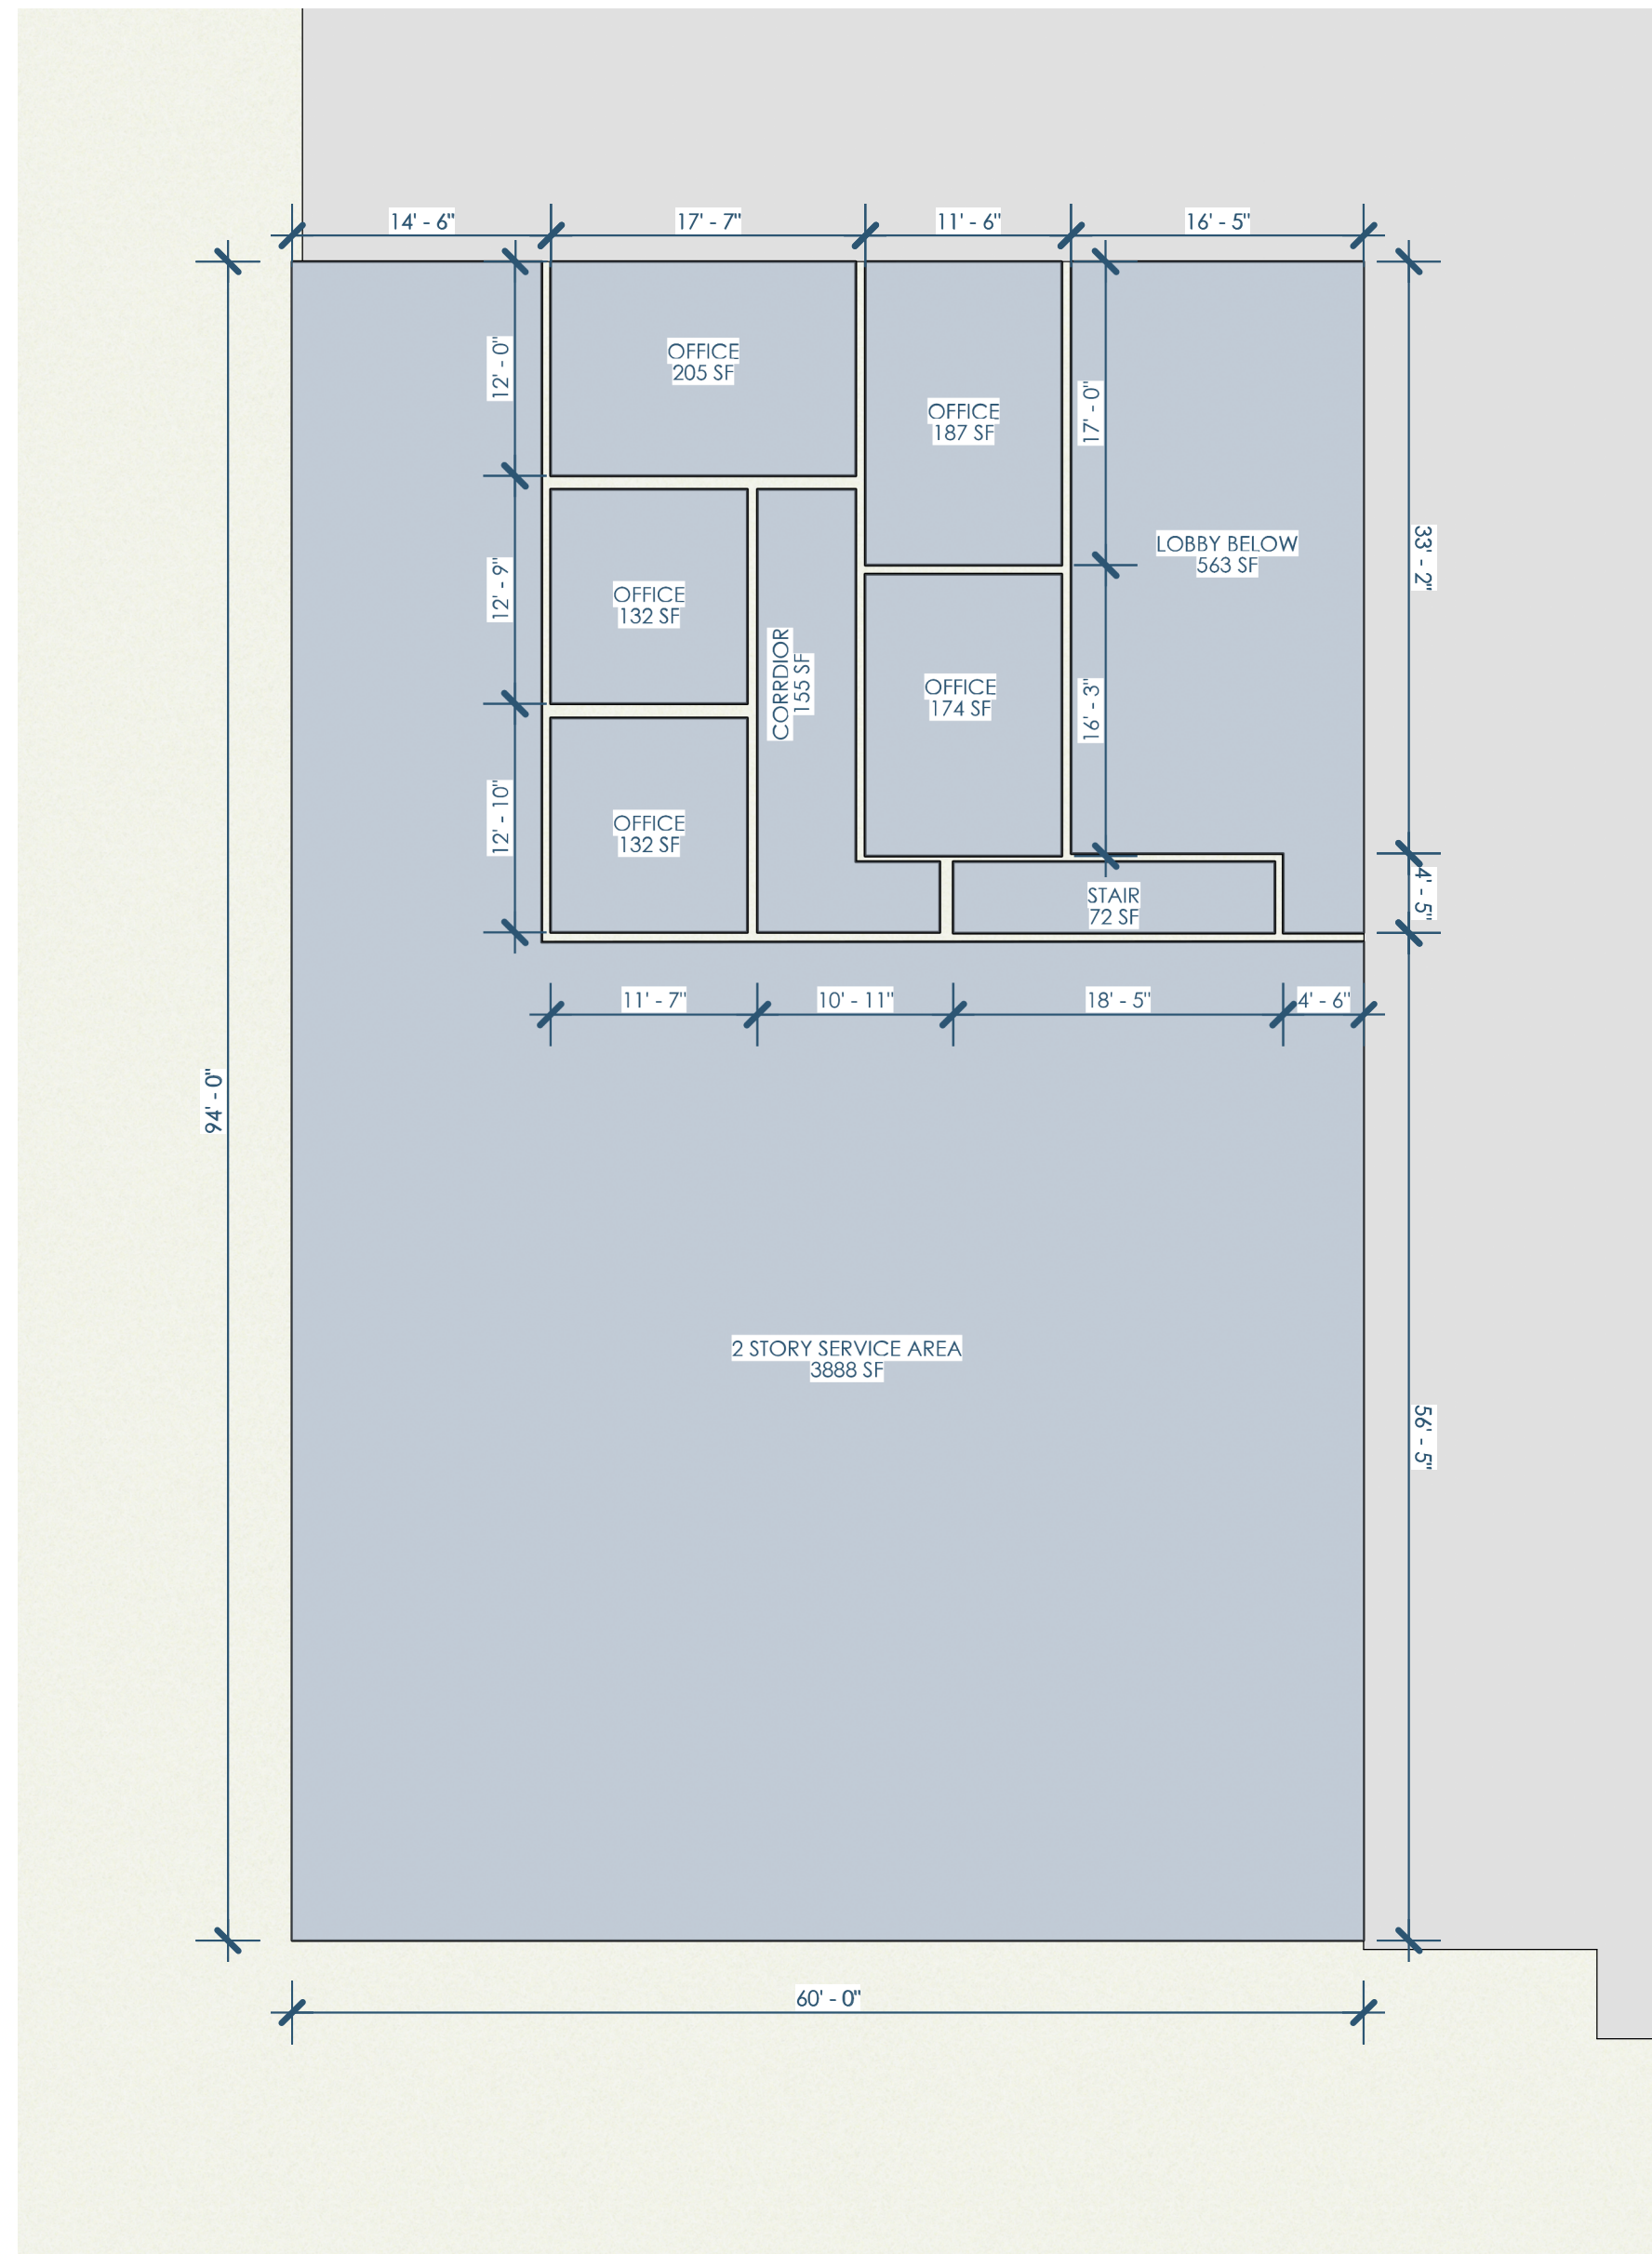 14' - 6"
17' - 7"
11' - 6"
16' - 5"
12' - 0"
OFFICE
205 SF
OFFICE
187 SF
17' - 0"
LOBBY BELOW
563 SF
33' - 2"
12' - 9"
OFFICE
132 SF
CORRDIOR
155 SF
OFFICE
174 SF
16' - 3"
12' - 10"
OFFICE
132 SF
STAIR
72 SF
4' - 5"
11' - 7"
10' - 11"
18' - 5"
4' - 6"
94' - 0"
2 STORY SERVICE AREA
3888 SF
56' - 5"
60' - 0"